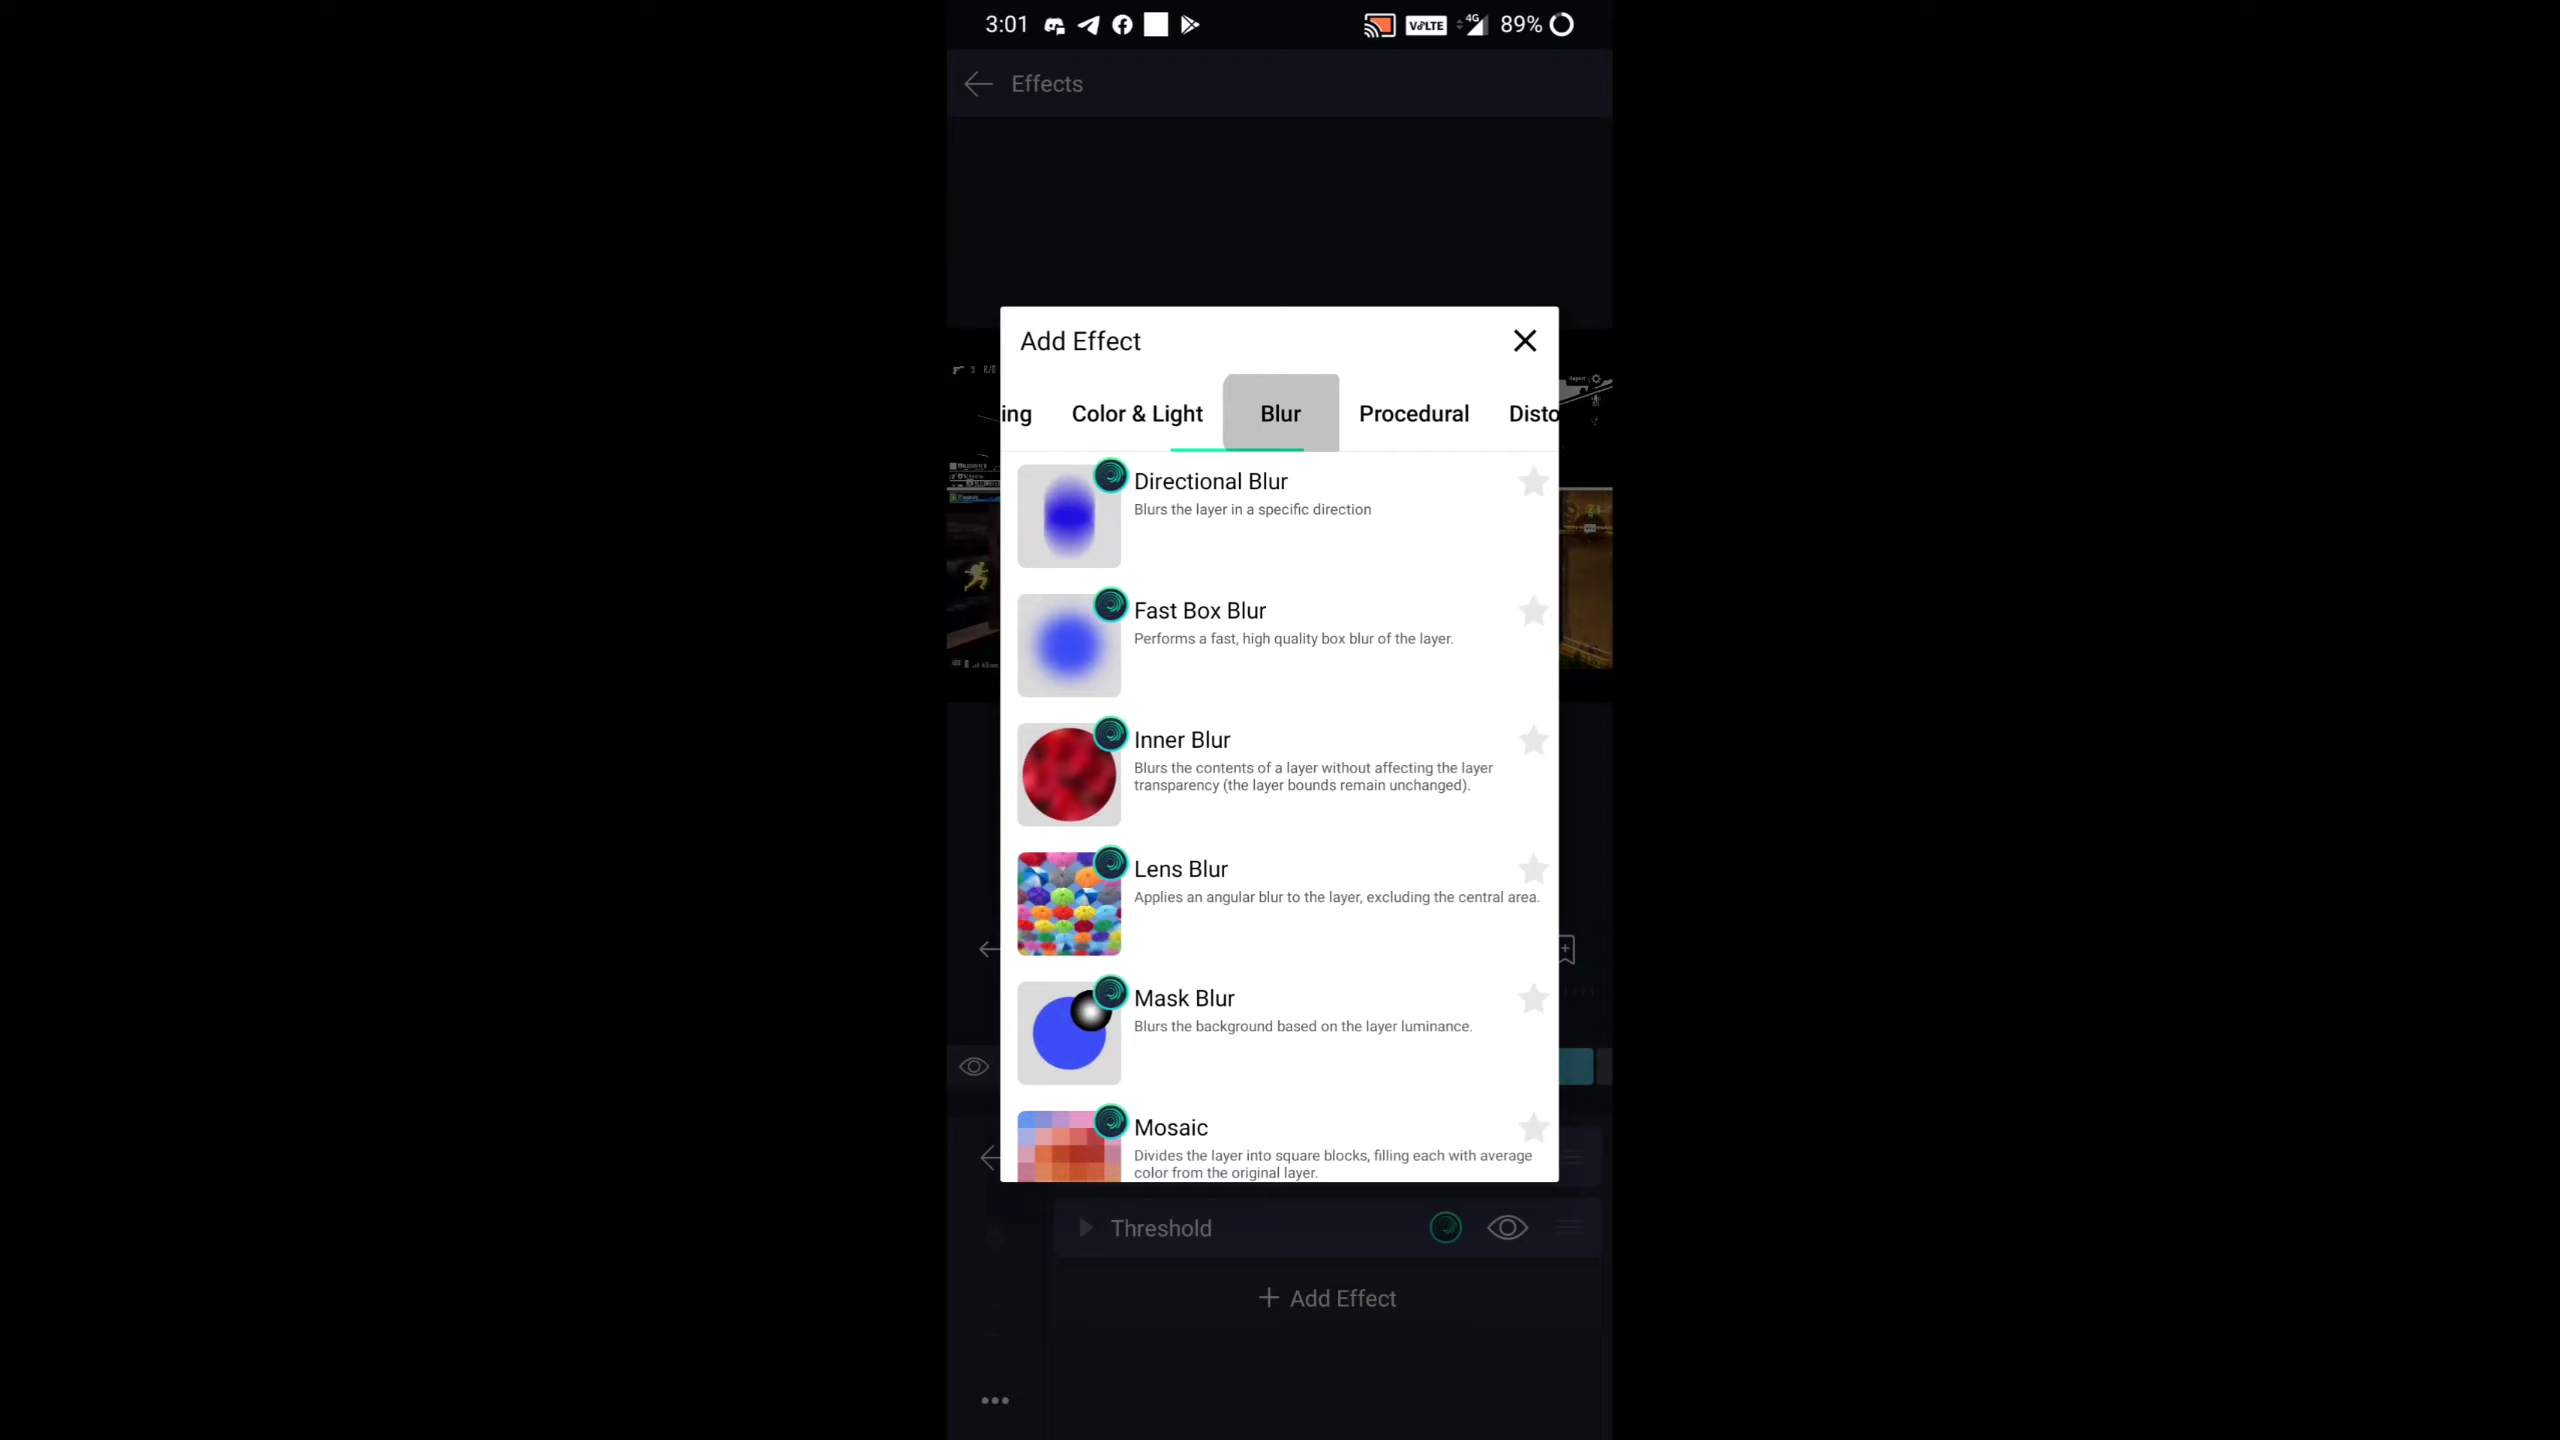 3:01
VoLTE 4G 89%
Effects
Add Effect
ing Color & Light Blur Procedural Disto
Directional Blur
Blurs the layer in a specific direction
Fast Box Blur
Performs a fast, high quality box blur of the layer.
Inner Blur
Blurs the contents of a layer without affecting the layer
transparency (the layer bounds remain unchanged).
Lens Blur
Applies an angular blur to the layer, excluding the central area.
Mask Blur
Blurs the background based on the layer luminance.
Mosaic
Divides the layer into square blocks, filling each with average
color from the original layer.
Threshold
+ Add Effect
3 K/D
Report